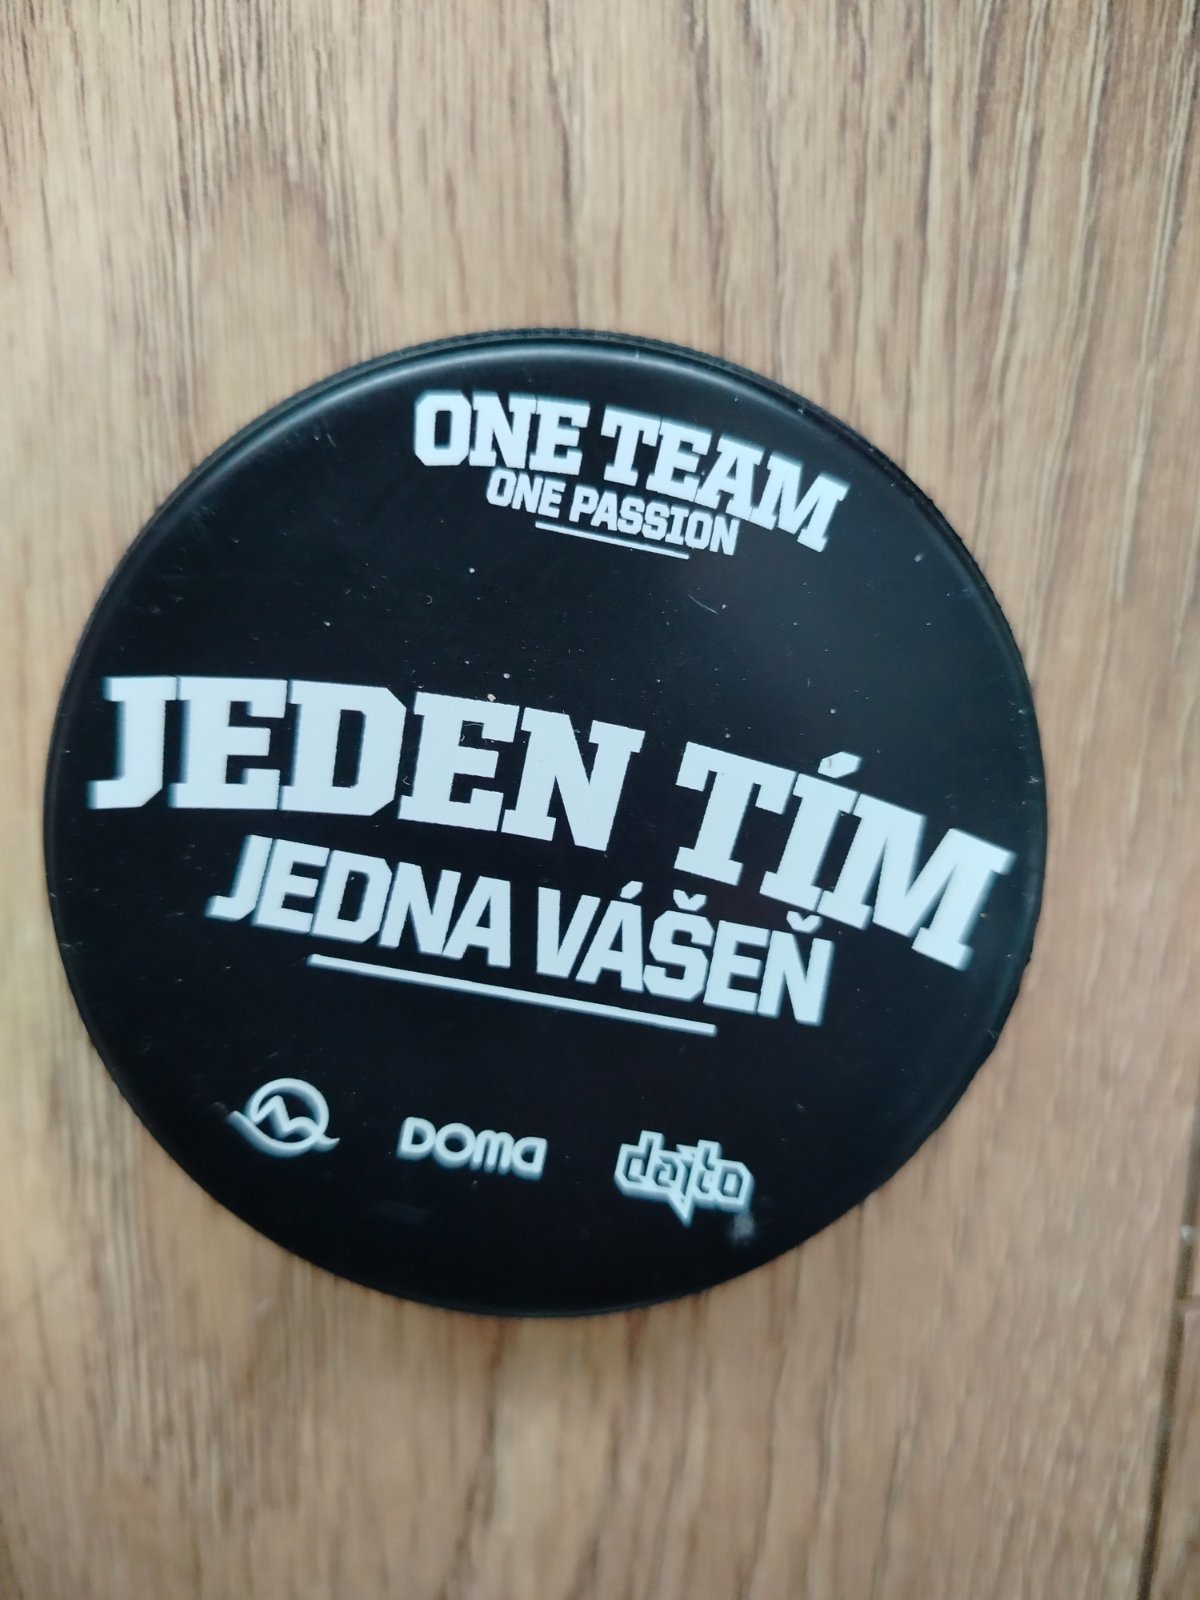 ONE TEAM
ONE PASSION
JEDEN TÍM
JEDNA VÁŠEŇ
DOMA
dajto